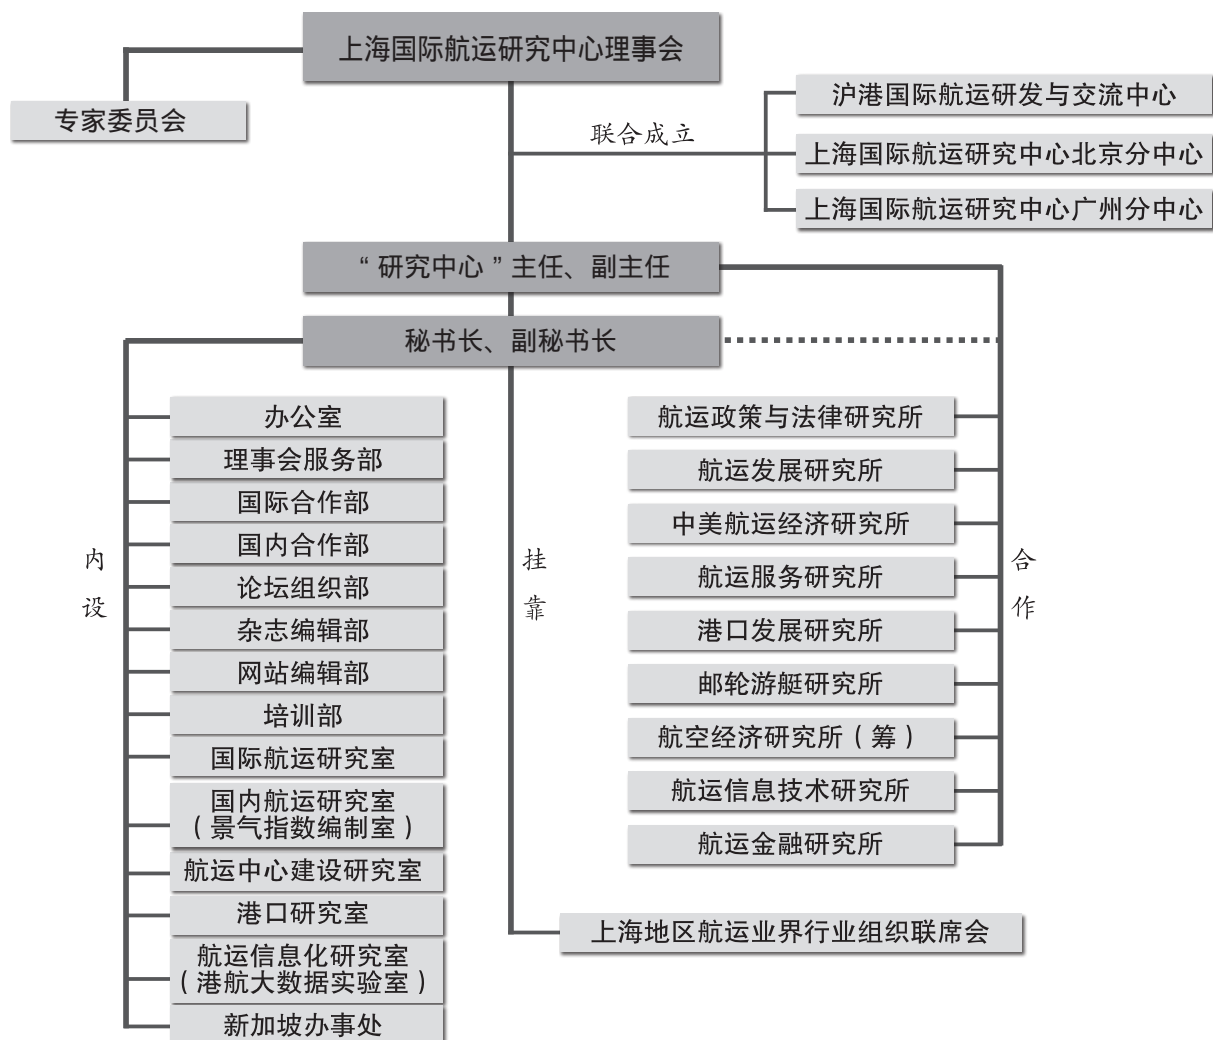 上海国际航运研究中心理事会
专家委员会
联合成立
沪港国际航运研发与交流中心
上海国际航运研究中心北京分中心
上海国际航运研究中心广州分中心
“研究中心”主任、副主任
秘书长、副秘书长
内设
办公室
理事会服务部
国际合作部
国内合作部
论坛组织部
杂志编辑部
网站编辑部
培训部
国际航运研究室
国内航运研究室
（景气指数编制室）
航运中心建设研究室
港口研究室
航运信息化研究室
（港航大数据实验室）
新加坡办事处
挂靠
上海地区航运业界行业组织联席会
航运政策与法律研究所
航运发展研究所
中美航运经济研究所
航运服务研究所
港口发展研究所
邮轮游艇研究所
航空经济研究所（筹）
航运信息技术研究所
航运金融研究所
合作